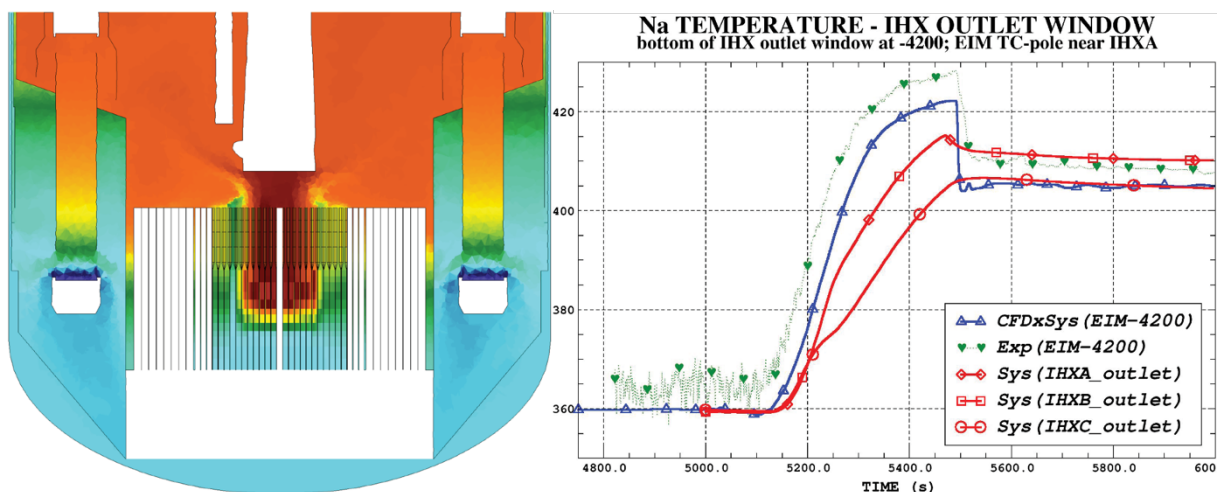 Na TEMPERATURE - IHX OUTLET WINDOW
bottom of IHX outlet window at -4200; EIM TC-pole near IHXA
420
400
380
360
CFDxSys(EIM-4200)
Exp(EIM-4200)
Sys(IHXA_outlet)
Sys(IHXB_outlet)
Sys(IHXC_outlet)
4800.0 5000.0 5200.0 5400.0 5600.0 5800.0 600
TIME (s)